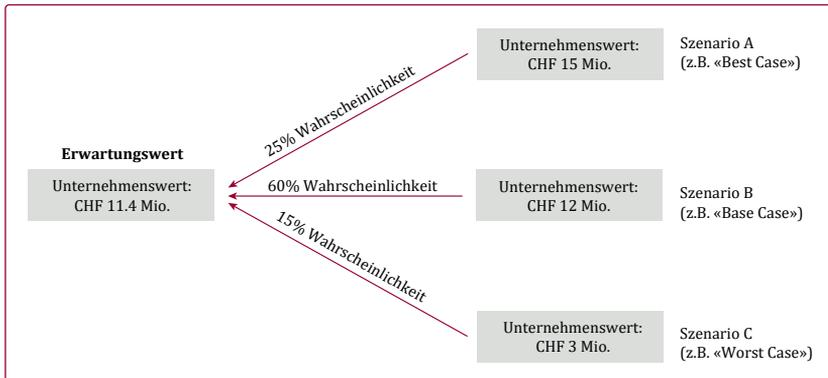 Unternehmenswert:
CHF 15 Mio.
Szenario A
(z.B. «Best Case»)
25% Wahrscheinlichkeit
Erwartungswert
Unternehmenswert:
CHF 11.4 Mio.
60% Wahrscheinlichkeit
Unternehmenswert:
CHF 12 Mio.
Szenario B
(z.B. «Base Case»)
15% Wahrscheinlichkeit
Unternehmenswert:
CHF 3 Mio.
Szenario C
(z.B. «Worst Case»)